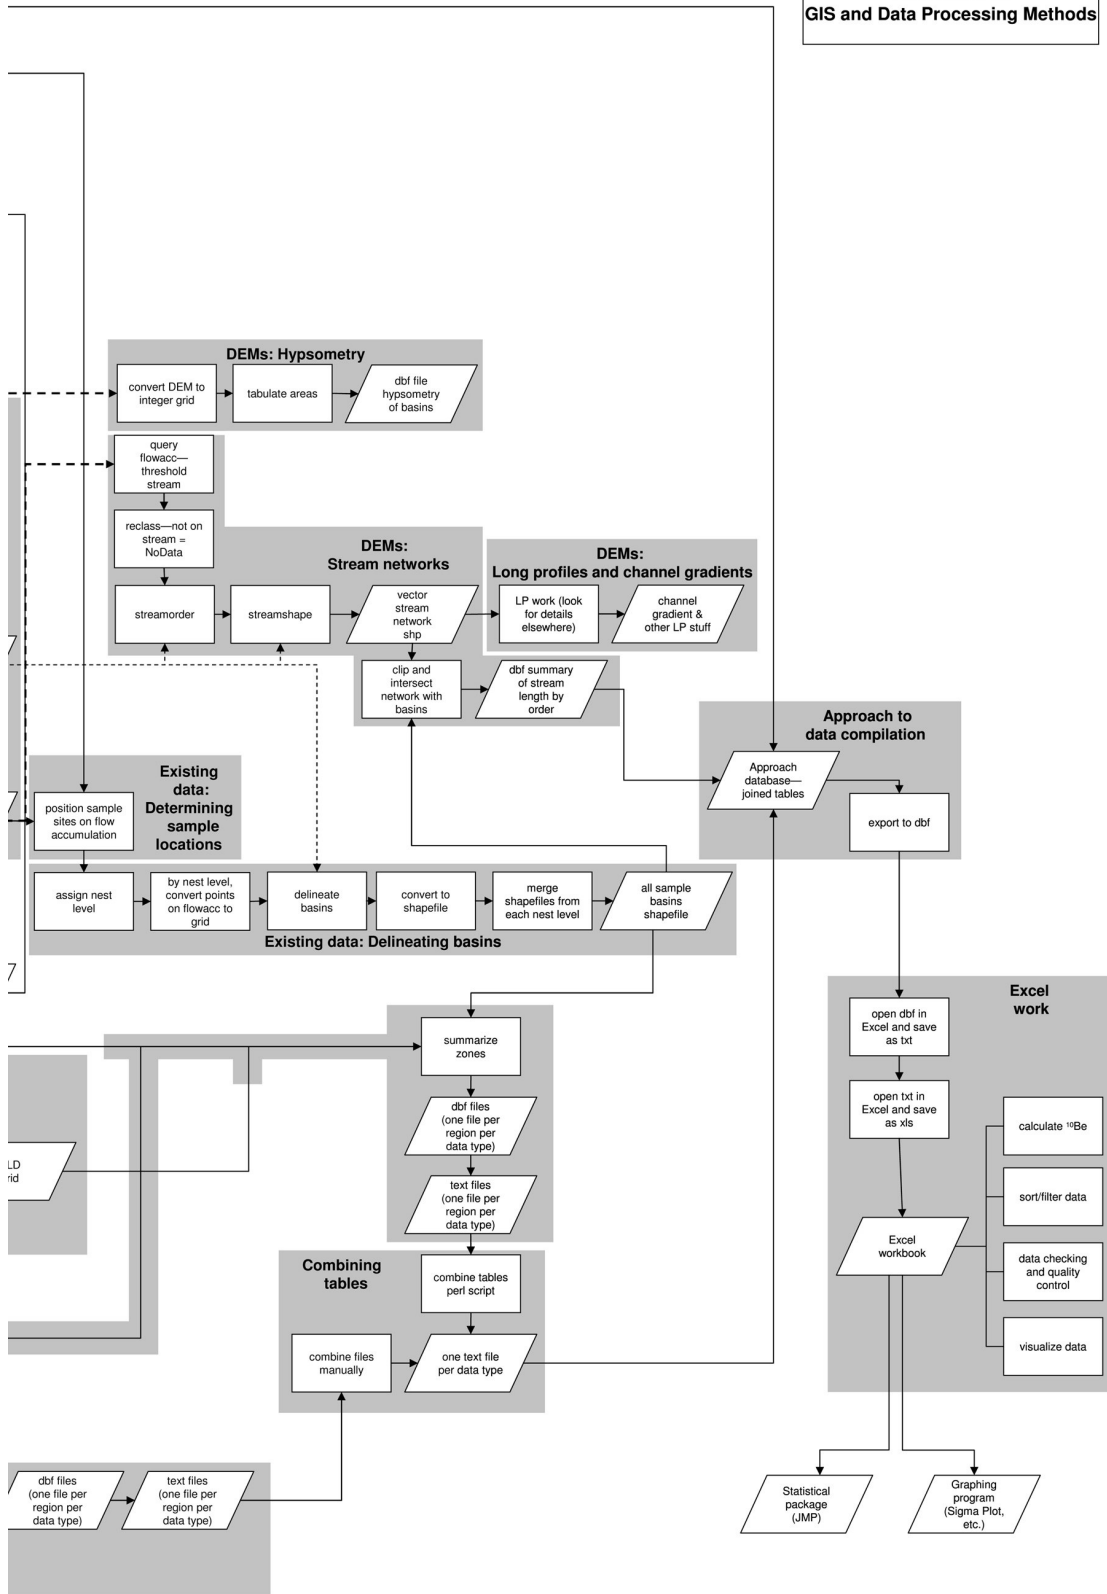 GIS and Data Processing Methods
DEMs: Hypsometry
convert DEM to
integer grid
tabulate areas
dbf file
hypsometry
of basins
query
flowacc—
threshold
stream
reclass—not on
stream =
NoData
DEMs:
Stream networks
streamorder
streamshape
vector
stream
network
shp
DEMs:
Long profiles and channel gradients
LP work (look
for details
elsewhere)
channel
gradient &
other LP stuff
clip and
intersect
network with
basins
dbf summary
of stream
length by
order
Approach to
data compilation
Approach
database—
joined tables
export to dbf
Existing
data:
Determining
sample
locations
position sample
sites on flow
accumulation
assign nest
level
by nest level,
convert points
on flowacc to
grid
delineate
basins
convert to
shapefile
merge
shapefiles from
each nest level
all sample
basins
shapefile
Existing data: Delineating basins
summarize
zones
dbf files
(one file per
region per
data type)
text files
(one file per
region per
data type)
LD
rid
Combining
tables
combine tables
perl script
combine files
manually
one text file
per data type
dbf files
(one file per
region per
data type)
text files
(one file per
region per
data type)
Excel
work
open dbf in
Excel and save
as txt
open txt in
Excel and save
as xls
Excel
workbook
calculate ¹⁰Be
sort/filter data
data checking
and quality
control
visualize data
Statistical
package
(JMP)
Graphing
program
(Sigma Plot,
etc.)